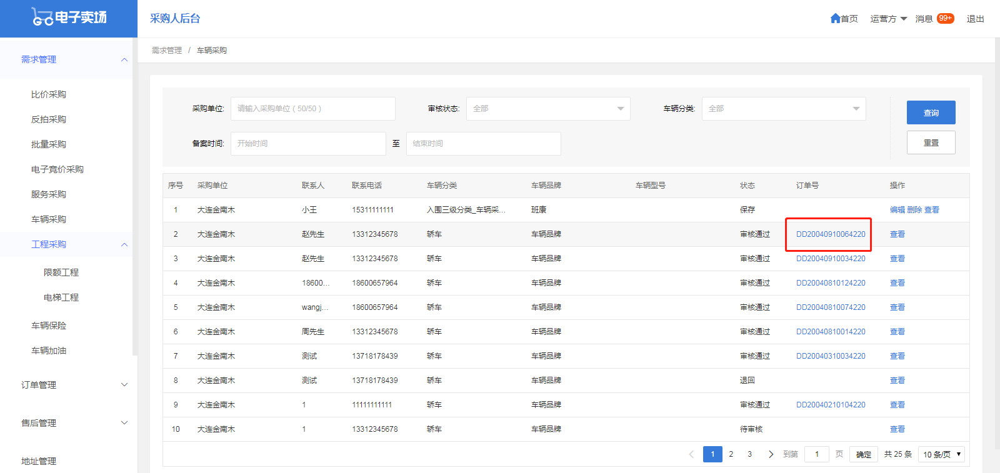 GO电子卖场
采购人后台
首页 运营方 消息 99+ 退出
需求管理 / 车辆采购
需求管理
比价采购
反拍采购
批量采购
电子竞价采购
服务采购
车辆采购
工程采购
限额工程
电梯工程
车辆保险
车辆加油
订单管理
售后管理
地址管理
采购单位: 请输入采购单位（50/50） 审核状态: 全部 车辆分类: 全部 查询
备案时间: 开始时间 至 结束时间 重置
序号 采购单位 联系人 联系电话 车辆分类 车辆品牌 车辆型号 状态 订单号 操作
1 大连金南木 小王 15311111111 入围三级分类_车辆采... 班康 保存 编辑 删除 查看
2 大连金南木 赵先生 13312345678 轿车 车辆品牌 审核通过 DD20040910064220 查看
3 大连金南木 赵先生 13312345678 轿车 车辆品牌 审核通过 DD20040910034220 查看
4 大连金南木 18600... 18600657964 轿车 车辆品牌 审核通过 DD20040810124220 查看
5 大连金南木 wangj... 18600657964 轿车 车辆品牌 审核通过 DD20040810074220 查看
6 大连金南木 周先生 13312345678 轿车 车辆品牌 审核通过 DD20040810014220 查看
7 大连金南木 测试 13718178439 轿车 车辆品牌 审核通过 DD20040310034220 查看
8 大连金南木 测试 13718178439 轿车 车辆品牌 退回 查看
9 大连金南木 1 11111111111 轿车 车辆品牌 审核通过 DD20040210104220 查看
10 大连金南木 1 13312345678 轿车 车辆品牌 待审核 查看
1 2 3 到第 1 页 确定 共 25 条 10 条/页